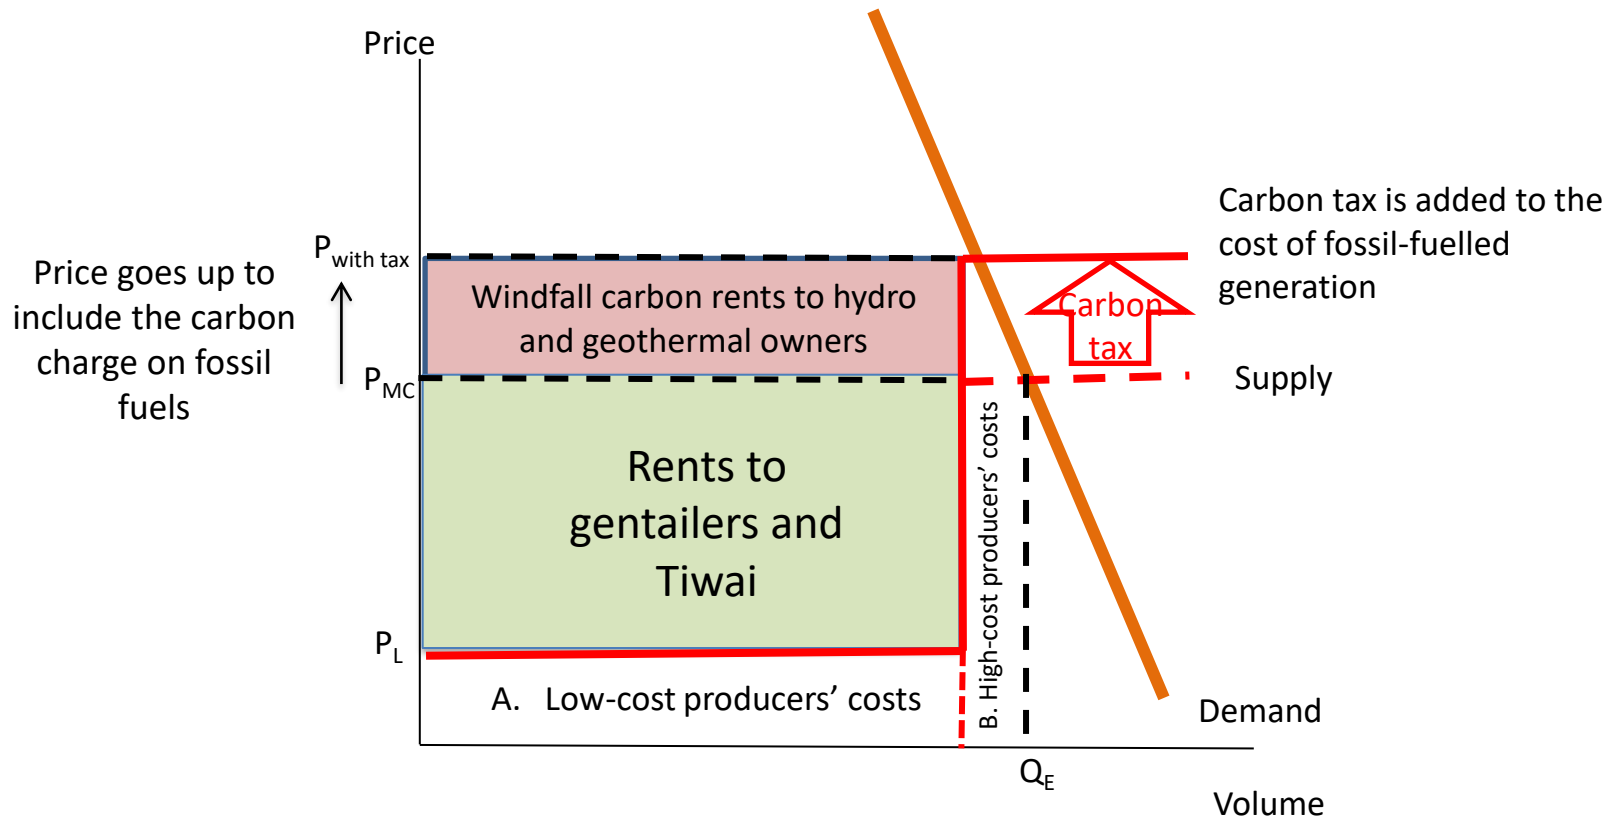 Price
Carbon tax is added to the
cost of fossil-fuelled
generation
P with tax
Price goes up to
include the carbon
charge on fossil
fuels
Windfall carbon rents to hydro
and geothermal owners
Carbon
tax
P MC
Supply
Rents to
gentailers and
Tiwai
B. High-cost producers’ costs
P L
A. Low-cost producers’ costs
Demand
Q E
Volume